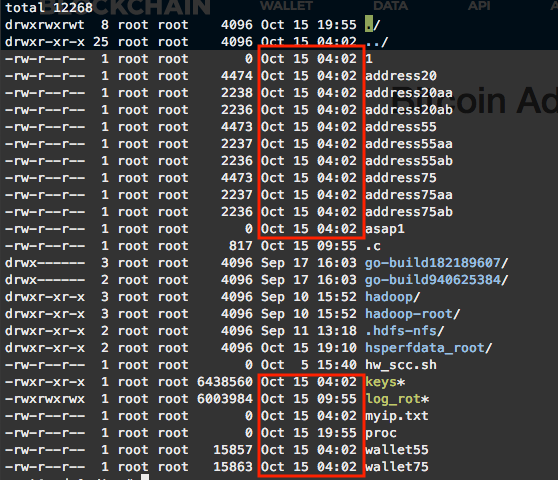 BLOCKCHAIN WALLET DATA API
total 12268
drwxrwxrwt 8 root root 4096 Oct 15 19:55 ./
drwxr-xr-x 25 root root 4096 Oct 15 04:02 ../
-rw-r--r-- 1 root root 0 Oct 15 04:02 1
-rw-r--r-- 1 root root 4474 Oct 15 04:02 address20
-rw-r--r-- 1 root root 2238 Oct 15 04:02 address20aa
-rw-r--r-- 1 root root 2236 Oct 15 04:02 address20ab
-rw-r--r-- 1 root root 4473 Oct 15 04:02 address55
-rw-r--r-- 1 root root 2237 Oct 15 04:02 address55aa
-rw-r--r-- 1 root root 2236 Oct 15 04:02 address55ab
-rw-r--r-- 1 root root 4473 Oct 15 04:02 address75
-rw-r--r-- 1 root root 2237 Oct 15 04:02 address75aa
-rw-r--r-- 1 root root 2236 Oct 15 04:02 address75ab
-rw-r--r-- 1 root root 0 Oct 15 04:02 asap1
-rw-r--r-- 1 root root 817 Oct 15 09:55 .c
drwx------ 3 root root 4096 Sep 17 16:03 go-build182189607/
drwx------ 2 root root 4096 Sep 17 16:03 go-build940625384/
drwxr-xr-x 3 root root 4096 Sep 10 15:52 hadoop/
drwxr-xr-x 3 root root 4096 Sep 10 15:52 hadoop-root/
drwxr-xr-x 2 root root 4096 Sep 11 13:18 .hdfs-nfs/
drwxr-xr-x 2 root root 4096 Oct 15 19:10 hsperfdata_root/
-rw-r--r-- 1 root root 0 Oct 5 15:40 hw_scc.sh
-rwxr-xr-x 1 root root 6438560 Oct 15 04:02 keys*
-rwxrwxrwx 1 root root 6003984 Oct 15 09:55 log_rot*
-rw-r--r-- 1 root root 0 Oct 15 04:02 myip.txt
-rw-r--r-- 1 root root 0 Oct 15 19:55 proc
-rw-r--r-- 1 root root 15857 Oct 15 04:02 wallet55
-rw-r--r-- 1 root root 15863 Oct 15 04:02 wallet75
Bitcoin Ad